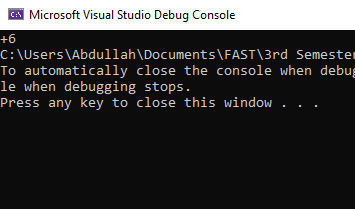 Microsoft Visual Studio Debug Console
+6
C:\Users\Abdullah\Documents\FAST\3rd Semester
To automatically close the console when debug
le when debugging stops.
Press any key to close this window . . .